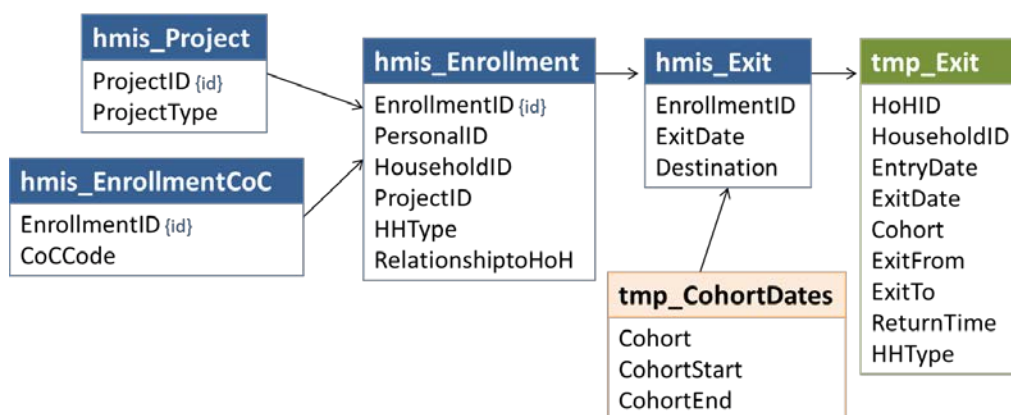 hmis_Project
ProjectID {id}
ProjectType
hmis_EnrollmentCoC
EnrollmentID {id}
CoCCode
hmis_Enrollment
EnrollmentID {id}
PersonalID
HouseholdID
ProjectID
HHType
RelationshiptoHoH
hmis_Exit
EnrollmentID
ExitDate
Destination
tmp_CohortDates
Cohort
CohortStart
CohortEnd
tmp_Exit
HoHID
HouseholdID
EntryDate
ExitDate
Cohort
ExitFrom
ExitTo
ReturnTime
HHType